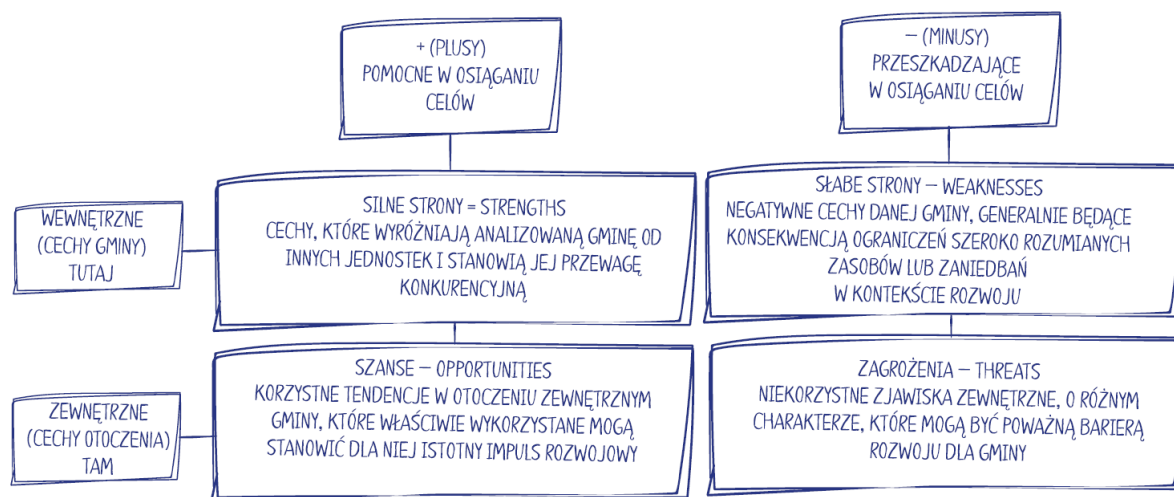 + (PLUSY)
POMOCNE W OSIĄGANIU
CELÓW
– (MINUSY)
PRZESZKADZAJĄCE
W OSIĄGANIU CELÓW
WEWNĘTRZNE
(CECHY GMINY)
TUTAJ
SILNE STRONY = STRENGTHS
CECHY, KTÓRE WYRÓŻNIAJĄ ANALIZOWANĄ GMINĘ OD
INNYCH JEDNOSTEK I STANOWIĄ JEJ PRZEWAGĘ
KONKURENCYJNĄ
SŁABE STRONY – WEAKNESSES
NEGATYWNE CECHY DANEJ GMINY, GENERALNIE BĘDĄCE
KONSEKWENCJĄ OGRANICZEŃ SZEROKO ROZUMIANYCH
ZASOBÓW LUB ZANIEDBAŃ
W KONTEKŚCIE ROZWOJU
ZEWNĘTRZNE
(CECHY OTOCZENIA)
TAM
SZANSE – OPPORTUNITIES
KORZYSTNE TENDENCJE W OTOCZENIU ZEWNĘTRZNYM
GMINY, KTÓRE WŁAŚCIWIE WYKORZYSTANE MOGĄ
STANOWIĆ DLA NIEJ ISTOTNY IMPULS ROZWOJOWY
ZAGROŻENIA – THREATS
NIEKORZYSTNE ZJAWISKA ZEWNĘTRZNE, O RÓŻNYM
CHARAKTERZE, KTÓRE MOGĄ BYĆ POWAŻNĄ BARIERĄ
ROZWOJU DLA GMINY